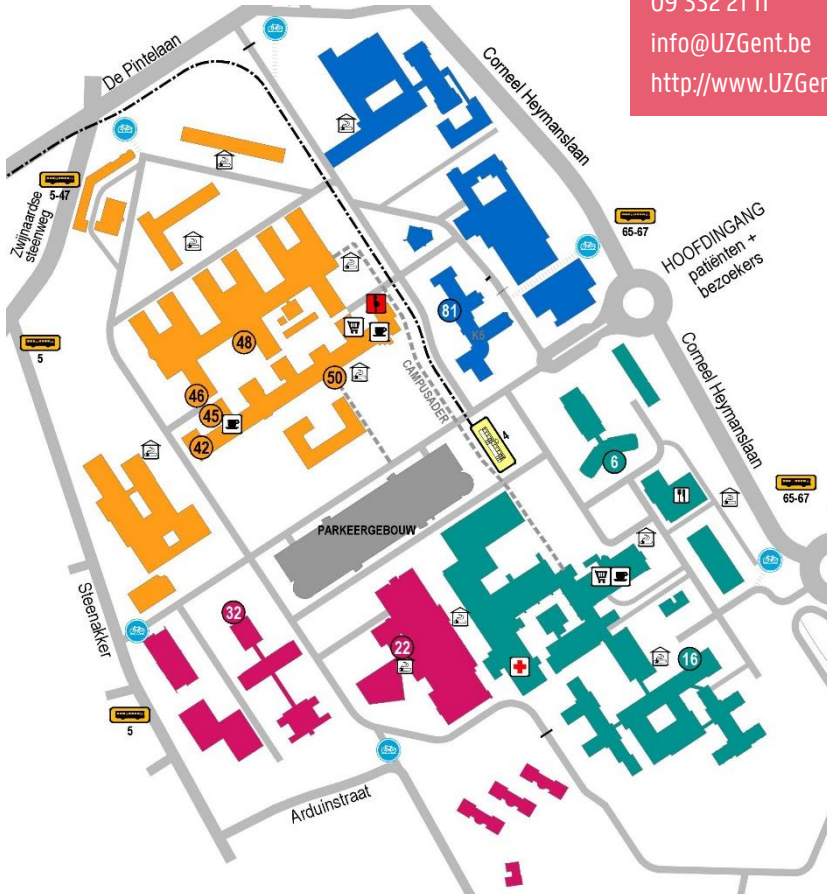 09 332 21 11
info@UZGent.be
http://www.UZGen
De Pintelaan
Corneel Heymanslaan
5-47
Zwijnaardse
steenweg
65-67
HOOFDINGANG
patiënten +
bezoekers
81
K5
5
48
50
CAMPUSADER
46
45
42
4
Corneel Heymanslaan
6
65-67
PARKEERGEBOUW
Steenakker
32
22
16
5
Arduinstraat